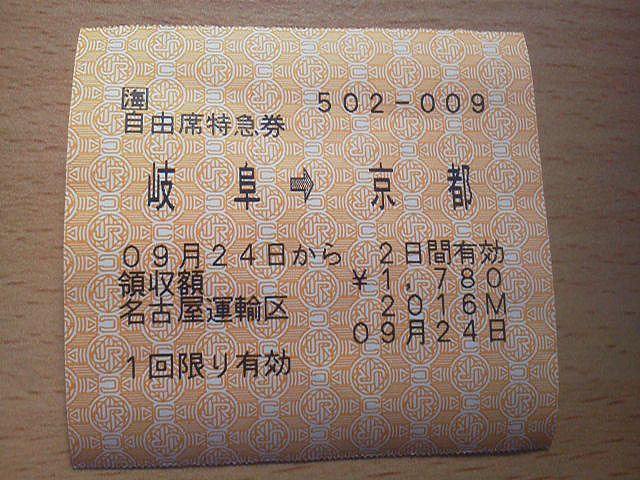 海 502-009
自由席特急券
岐阜➡京都
09月24日から 2日間有効
領収額 ¥1,780
名古屋運輸区 2016M
09月24日
1回限り有効